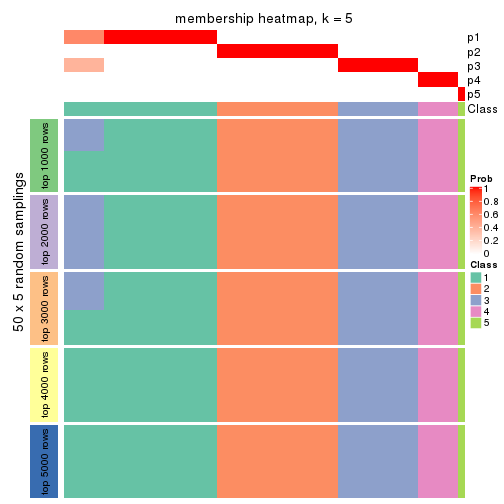 membership heatmap, k = 5
p1
p2
p3
p4
p5
Class
50 x 5 random samplings
top 1000 rows
top 2000 rows
top 3000 rows
top 4000 rows
top 5000 rows
Prob
1
0.8
0.6
0.4
0.2
0
Class
1
2
3
4
5